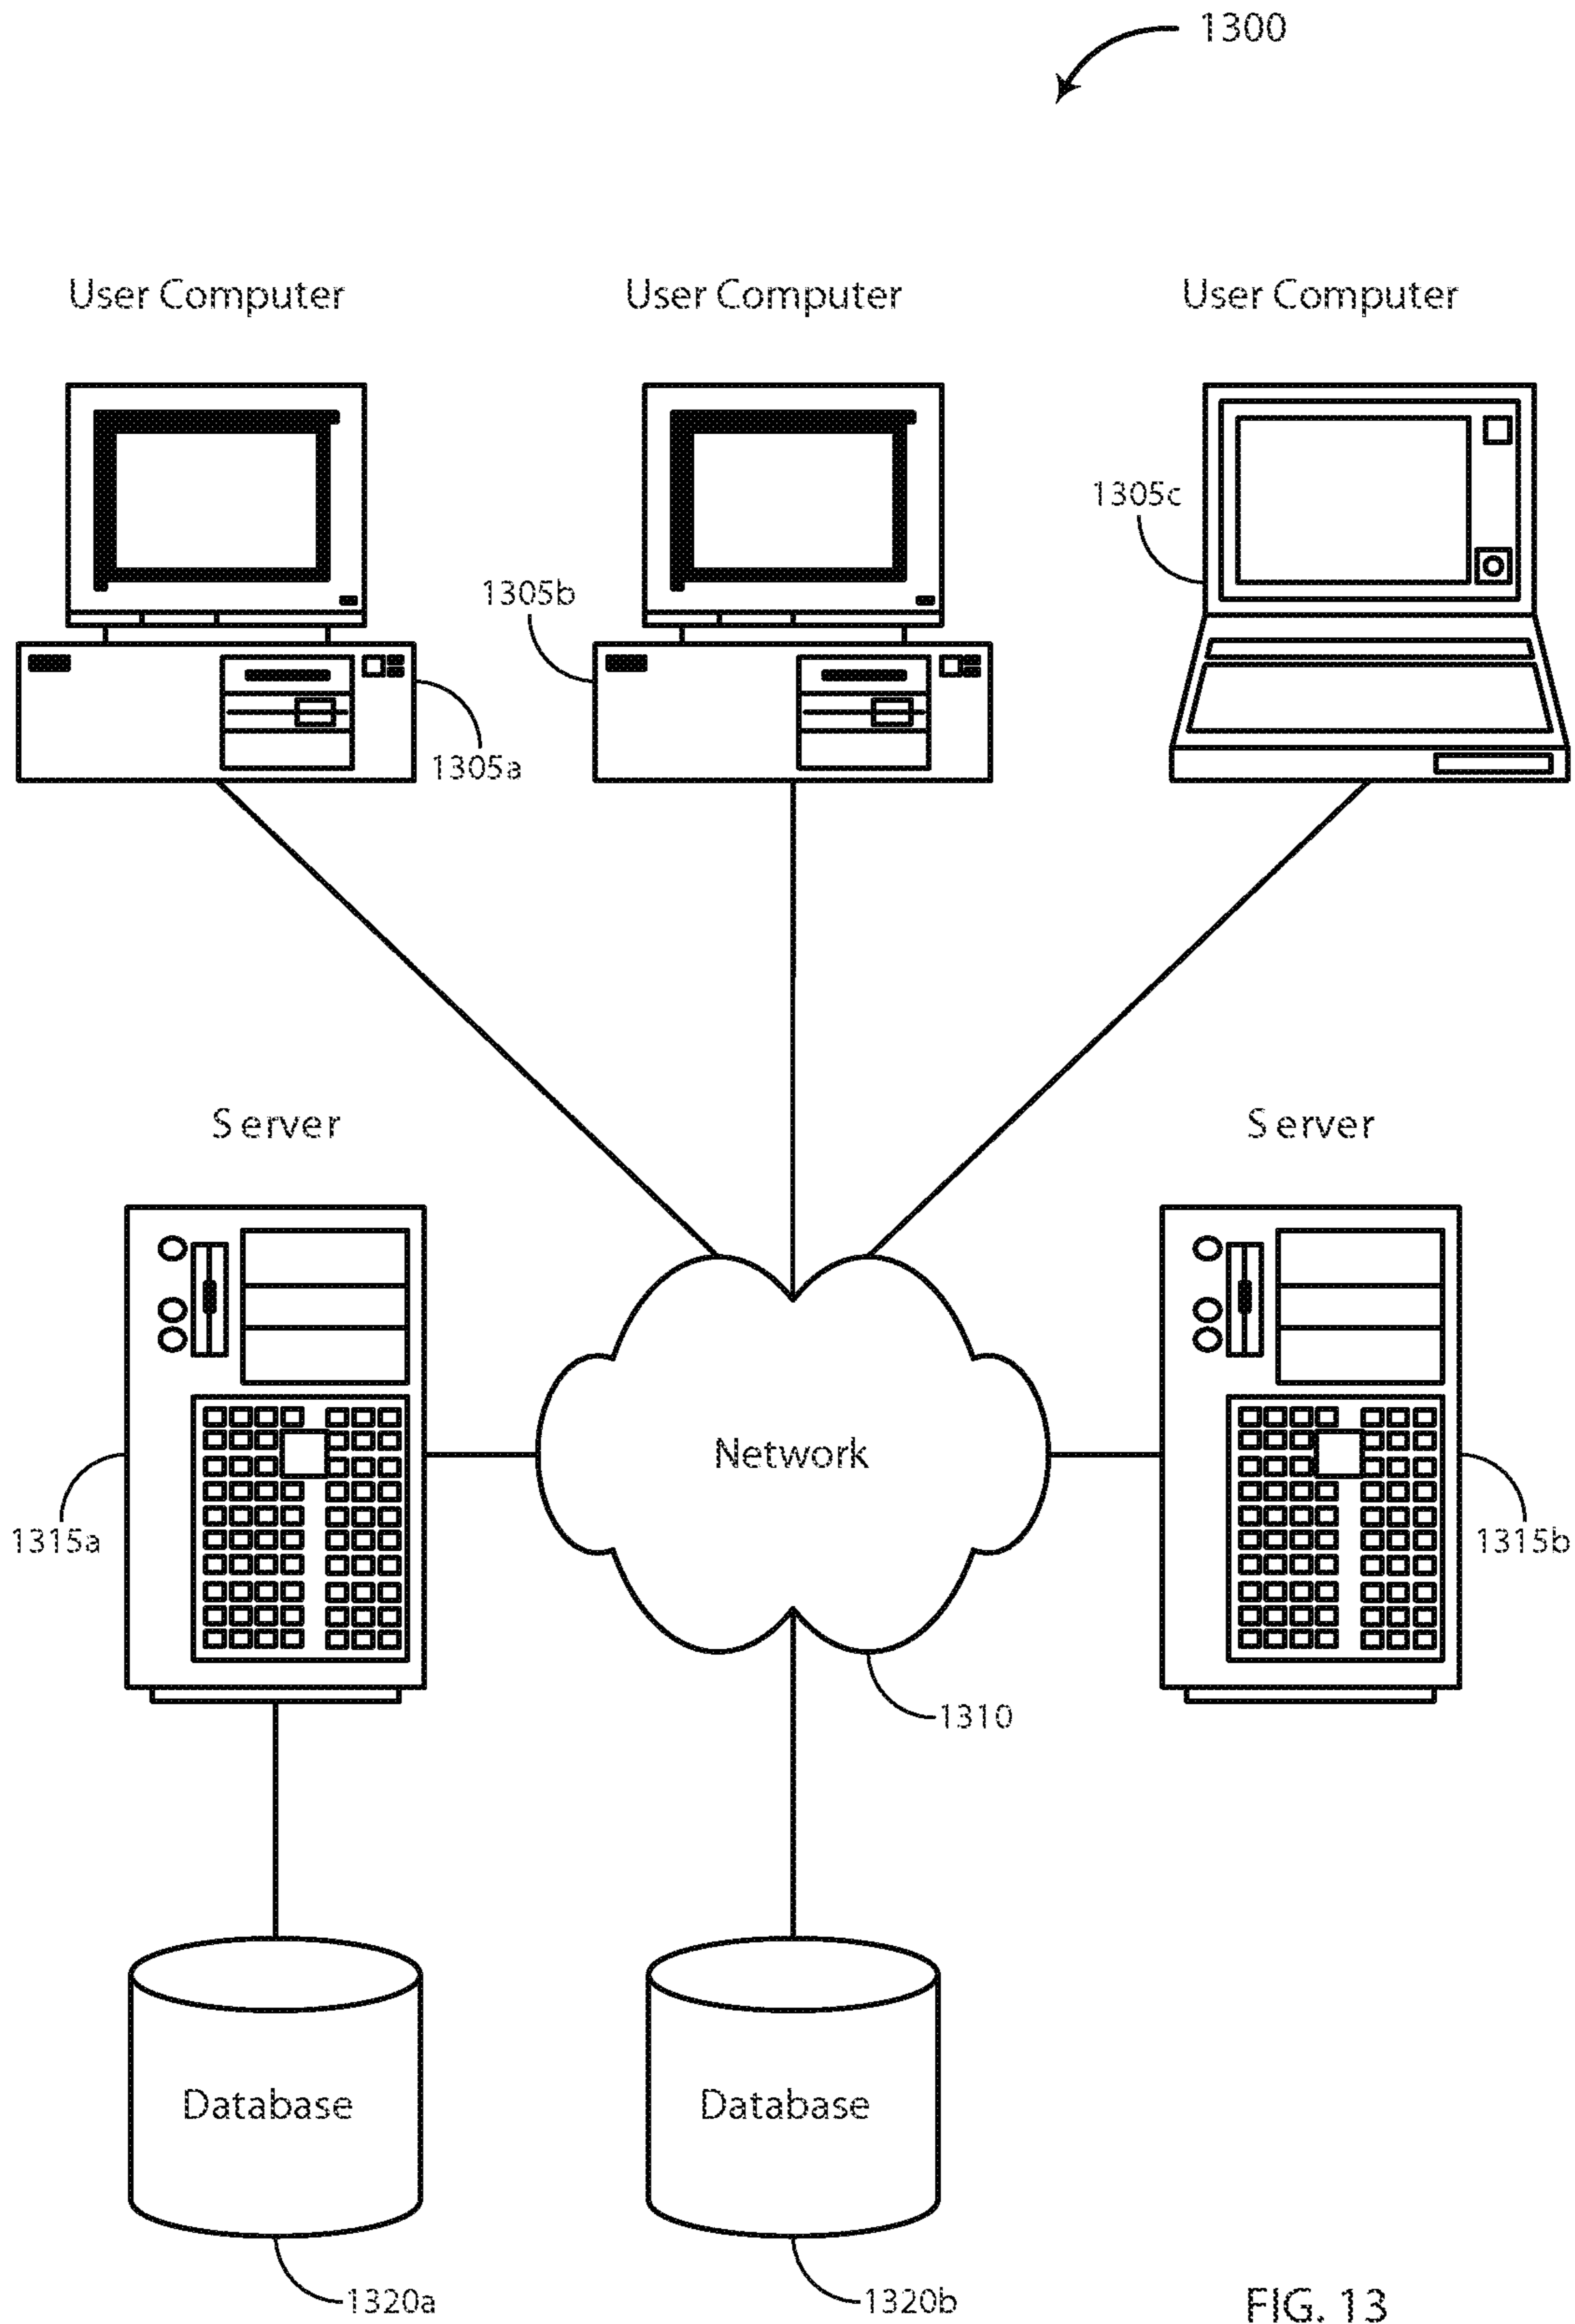 1300
User Computer
User Computer
User Computer
1305c
1305b
1305a
Server
Server
Network
1315a
1315b
1310
Database
Database
1320a
1320b
FIG. 13